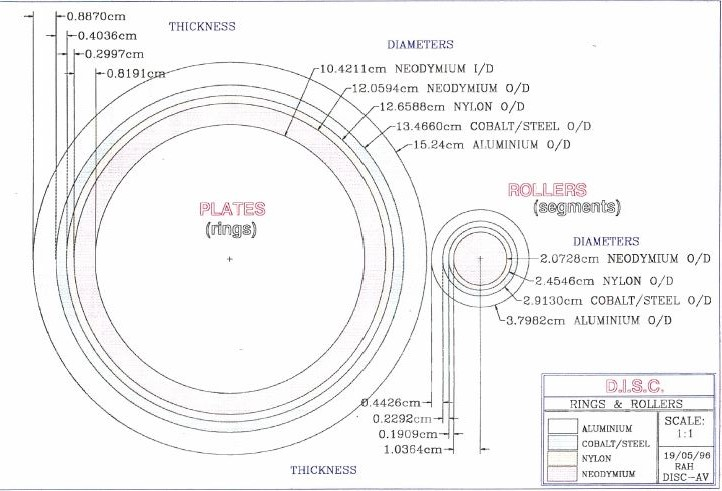 0.8870cm
THICKNESS
0.4036cm
0.2997cm
0.8191cm
DIAMETERS
10.4211cm NEODYMIUM I/D
12.0594cm NEODYMIUM O/D
12.6588cm NYLON O/D
13.4660cm COBALT/STEEL O/D
15.24cm ALUMINIUM O/D
PLATES
(rings)
ROLLERS
(segments)
DIAMETERS
2.0728cm NEODYMIUM O/D
2.4546cm NYLON O/D
2.9130cm COBALT/STEEL O/D
3.7982cm ALUMINIUM O/D
0.4426cm
0.2292cm
0.1909cm
1.0364cm
THICKNESS
D.I.S.C.
RINGS & ROLLERS
ALUMINIUM
COBALT/STEEL
NYLON
NEODYMIUM
SCALE:
1:1
19/05/96
RAH
DISC-AV